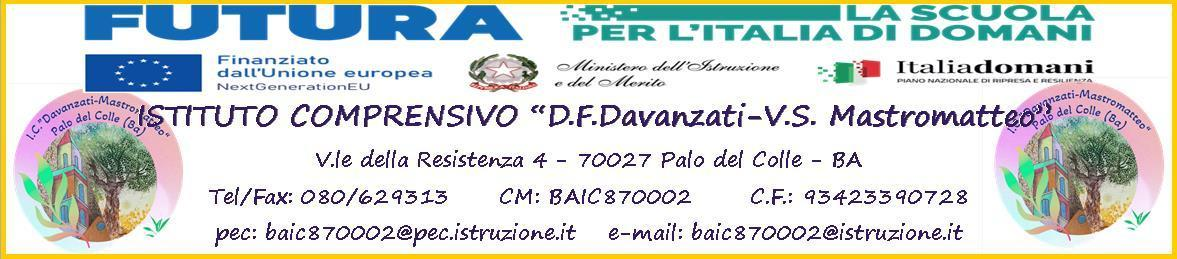 FUTURA
LA SCUOLA
PER L'ITALIA DI DOMANI
Finanziato
dall'Unione europea
NextGenerationEU
Ministero dell'Istruzione
e del Merito
Italiadomani
PIANO NAZIONALE DI RIPRESA E RESILIENZA
I.C."Davanzati-Mastromatteo"
Palo del Colle (Ba)
ISTITUTO COMPRENSIVO “D.F.Davanzati-V.S. Mastromatteo”
I.C."Davanzati-Mastromatteo"
Palo del Colle (Ba)
V.le della Resistenza 4 - 70027 Palo del Colle - BA
Tel/Fax: 080/629313 CM: BAIC870002 C.F.: 93423390728
pec: baic870002@pec.istruzione.it e-mail: baic870002@istruzione.it